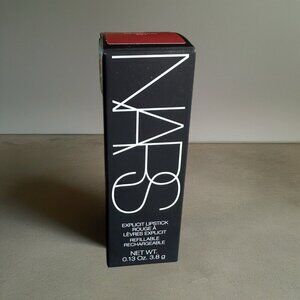 NARS
EXPLICIT LIPSTICK
ROUGE À
LÈVRES EXPLICIT
REFILLABLE
RECHARGEABLE
NET WT.
0.13 Oz. 3.8 g